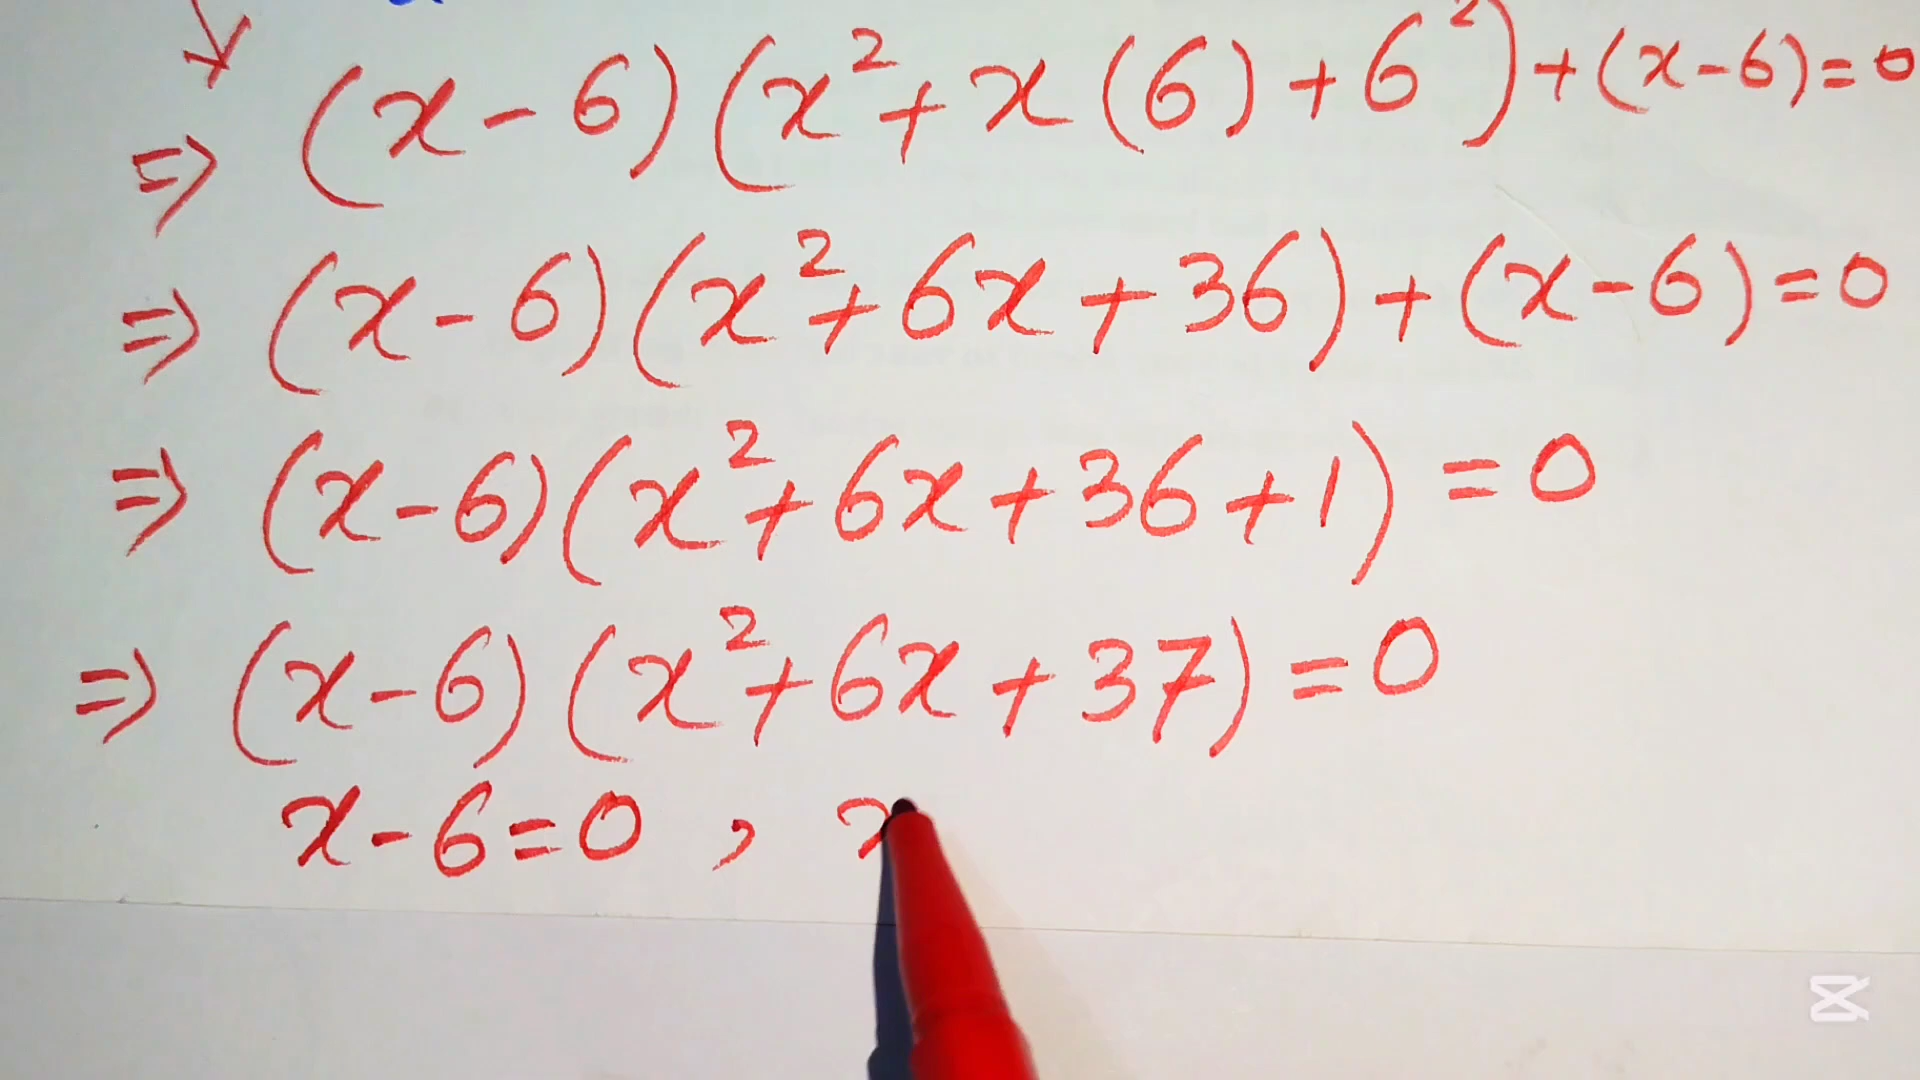 ⇒ (x-6)(x²+x(6)+6²)+(x-6)=0
⇒ (x-6)(x²+6x+36)+(x-6)=0
⇒ (x-6)(x²+6x+36+1)=0
⇒ (x-6)(x²+6x+37)=0
x-6=0 , x